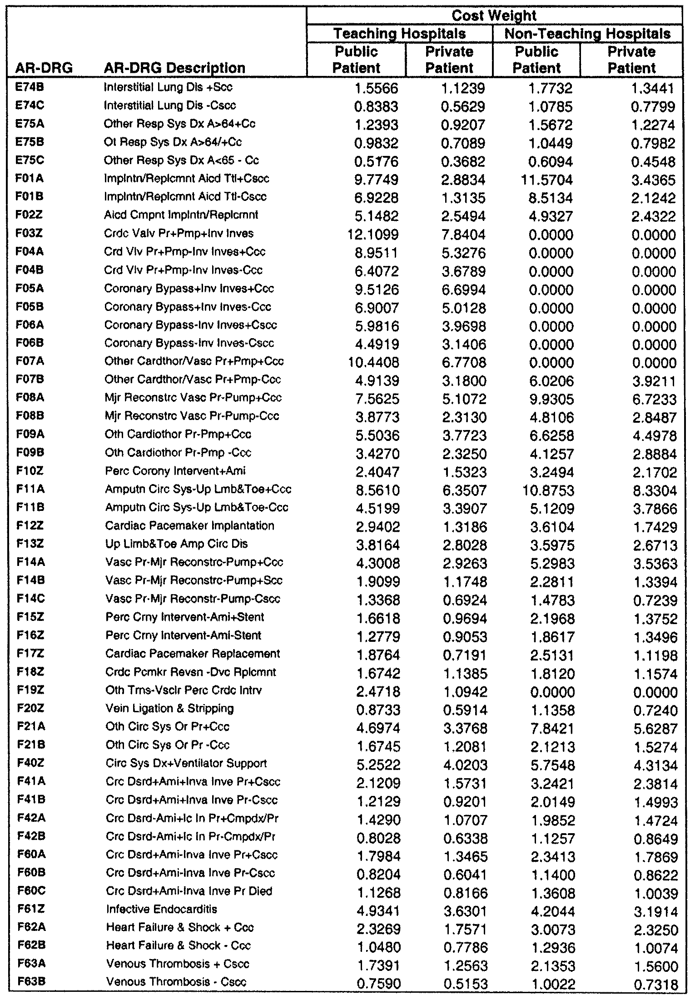 Cost Weight
Teaching Hospitals Non-Teaching Hospitals
Public Private Public Private
AR-DRG AR-DRG Description Patient Patient Patient Patient
E74B Interstitial Lung Dis +Scc 1.5566 1.1239 1.7732 1.3441
E74C Interstitial Lung Dis -Cscc 0.8383 0.5629 1.0785 0.7799
E75A Other Resp Sys Dx A>64+Cc 1.2393 0.9207 1.5672 1.2274
E75B Ot Resp Sys Dx A>64/+Cc 0.9832 0.7089 1.0449 0.7982
E75C Other Resp Sys Dx A<65 - Cc 0.5176 0.3682 0.6094 0.4548
F01A Implntn/Replcmnt Aicd Ttl+Cscc 9.7749 2.8834 11.5704 3.4365
F01B Implntn/Replcmnt Aicd Ttl-Cscc 6.9228 1.3135 8.5134 2.1242
F02Z Aicd Cmpnt Implntn/Replcmnt 5.1482 2.5494 4.9327 2.4322
F03Z Crdc Valv Pr+Pmp+Inv Inves 12.1099 7.8404 0.0000 0.0000
F04A Crd Vlv Pr+Pmp-Inv Inves+Ccc 8.9511 5.3276 0.0000 0.0000
F04B Crd Vlv Pr+Pmp-Inv Inves-Ccc 6.4072 3.6789 0.0000 0.0000
F05A Coronary Bypass+Inv Inves+Ccc 9.5126 6.6994 0.0000 0.0000
F05B Coronary Bypass+Inv Inves-Ccc 6.9007 5.0128 0.0000 0.0000
F06A Coronary Bypass-Inv Inves+Cscc 5.9816 3.9698 0.0000 0.0000
F06B Coronary Bypass-Inv Inves-Cscc 4.4919 3.1406 0.0000 0.0000
F07A Other Cardthor/Vasc Pr+Pmp+Ccc 10.4408 6.7708 0.0000 0.0000
F07B Other Cardthor/Vasc Pr+Pmp-Ccc 4.9139 3.1800 6.0206 3.9211
F08A Mjr Reconstrc Vasc Pr-Pump+Ccc 7.5625 5.1072 9.9305 6.7233
F08B Mjr Reconstrc Vasc Pr-Pump-Ccc 3.8773 2.3130 4.8106 2.8487
F09A Oth Cardiothor Pr-Pmp+Ccc 5.5036 3.7723 6.6258 4.4978
F09B Oth Cardiothor Pr-Pmp -Ccc 3.4270 2.3250 4.1257 2.8884
F10Z Perc Corony Intervent+Ami 2.4047 1.5323 3.2494 2.1702
F11A Amputn Circ Sys-Up Lmb&Toe+Ccc 8.5610 6.3507 10.8753 8.3304
F11B Amputn Circ Sys-Up Lmb&Toe-Ccc 4.5199 3.3907 5.1209 3.7866
F12Z Cardiac Pacemaker Implantation 2.9402 1.3186 3.6104 1.7429
F13Z Up Limb&Toe Amp Circ Dis 3.8164 2.8028 3.5975 2.6713
F14A Vasc Pr-Mjr Reconstrc-Pump+Ccc 4.3008 2.9263 5.2983 3.5363
F14B Vasc Pr-Mjr Reconstrc-Pump+Scc 1.9099 1.1748 2.2811 1.3394
F14C Vasc Pr-Mjr Reconstr-Pump-Cscc 1.3368 0.6924 1.4783 0.7239
F15Z Perc Crny Intervent-Ami+Stent 1.6618 0.9694 2.1968 1.3752
F16Z Perc Crny Intervent-Ami-Stent 1.2779 0.9053 1.8617 1.3496
F17Z Cardiac Pacemaker Replacement 1.8764 0.7191 2.5131 1.1198
F18Z Crdc Pcmkr Revsn -Dvc Rplcmnt 1.6742 1.1385 1.8120 1.1574
F19Z Oth Trns-Vsclr Perc Crdc Intrv 2.4718 1.0942 0.0000 0.0000
F20Z Vein Ligation & Stripping 0.8733 0.5914 1.1358 0.7240
F21A Oth Circ Sys Or Pr+Ccc 4.6974 3.3768 7.8421 5.6287
F21B Oth Circ Sys Or Pr -Ccc 1.6745 1.2081 2.1213 1.5274
F40Z Circ Sys Dx+Ventilator Support 5.2522 4.0203 5.7548 4.3134
F41A Crc Dsrd+Ami+Inva Inve Pr+Cscc 2.1209 1.5731 3.2421 2.3814
F41B Crc Dsrd+Ami+Inva Inve Pr-Cscc 1.2129 0.9201 2.0149 1.4993
F42A Crc Dsrd-Ami+Ic In Pr+Cmpdx/Pr 1.4290 1.0707 1.9852 1.4724
F42B Crc Dsrd-Ami+Ic In Pr-Cmpdx/Pr 0.8028 0.6338 1.1257 0.8649
F60A Crc Dsrd+Ami-Inva Inve Pr+Cscc 1.7984 1.3465 2.3413 1.7869
F60B Crc Dsrd+Ami-Inva Inve Pr-Cscc 0.8204 0.6041 1.1400 0.8622
F60C Crc Dsrd+Ami-Inva Inve Pr Died 1.1268 0.8166 1.3608 1.0039
F61Z Infective Endocarditis 4.9341 3.6301 4.2044 3.1914
F62A Heart Failure & Shock + Ccc 2.3269 1.7571 3.0073 2.3250
F62B Heart Failure & Shock - Ccc 1.0480 0.7786 1.2936 1.0074
F63A Venous Thrombosis + Cscc 1.7391 1.2563 2.1353 1.5600
F63B Venous Thrombosis - Cscc 0.7590 0.5153 1.0022 0.7318